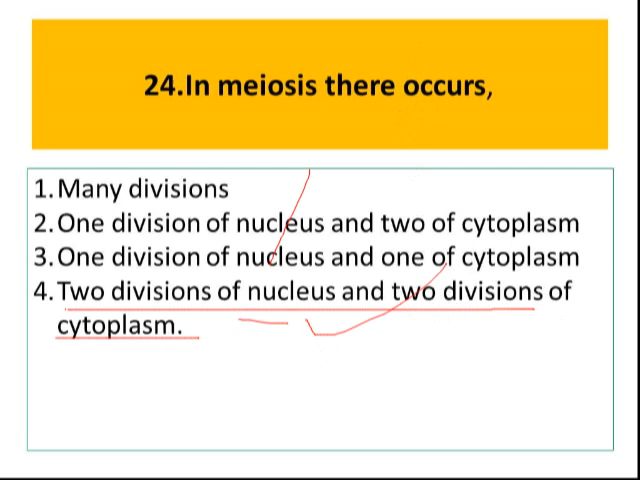 24.In meiosis there occurs,
1.Many divisions
2.One division of nucleus and two of cytoplasm
3.One division of nucleus and one of cytoplasm
4.Two divisions of nucleus and two divisions of
cytoplasm.